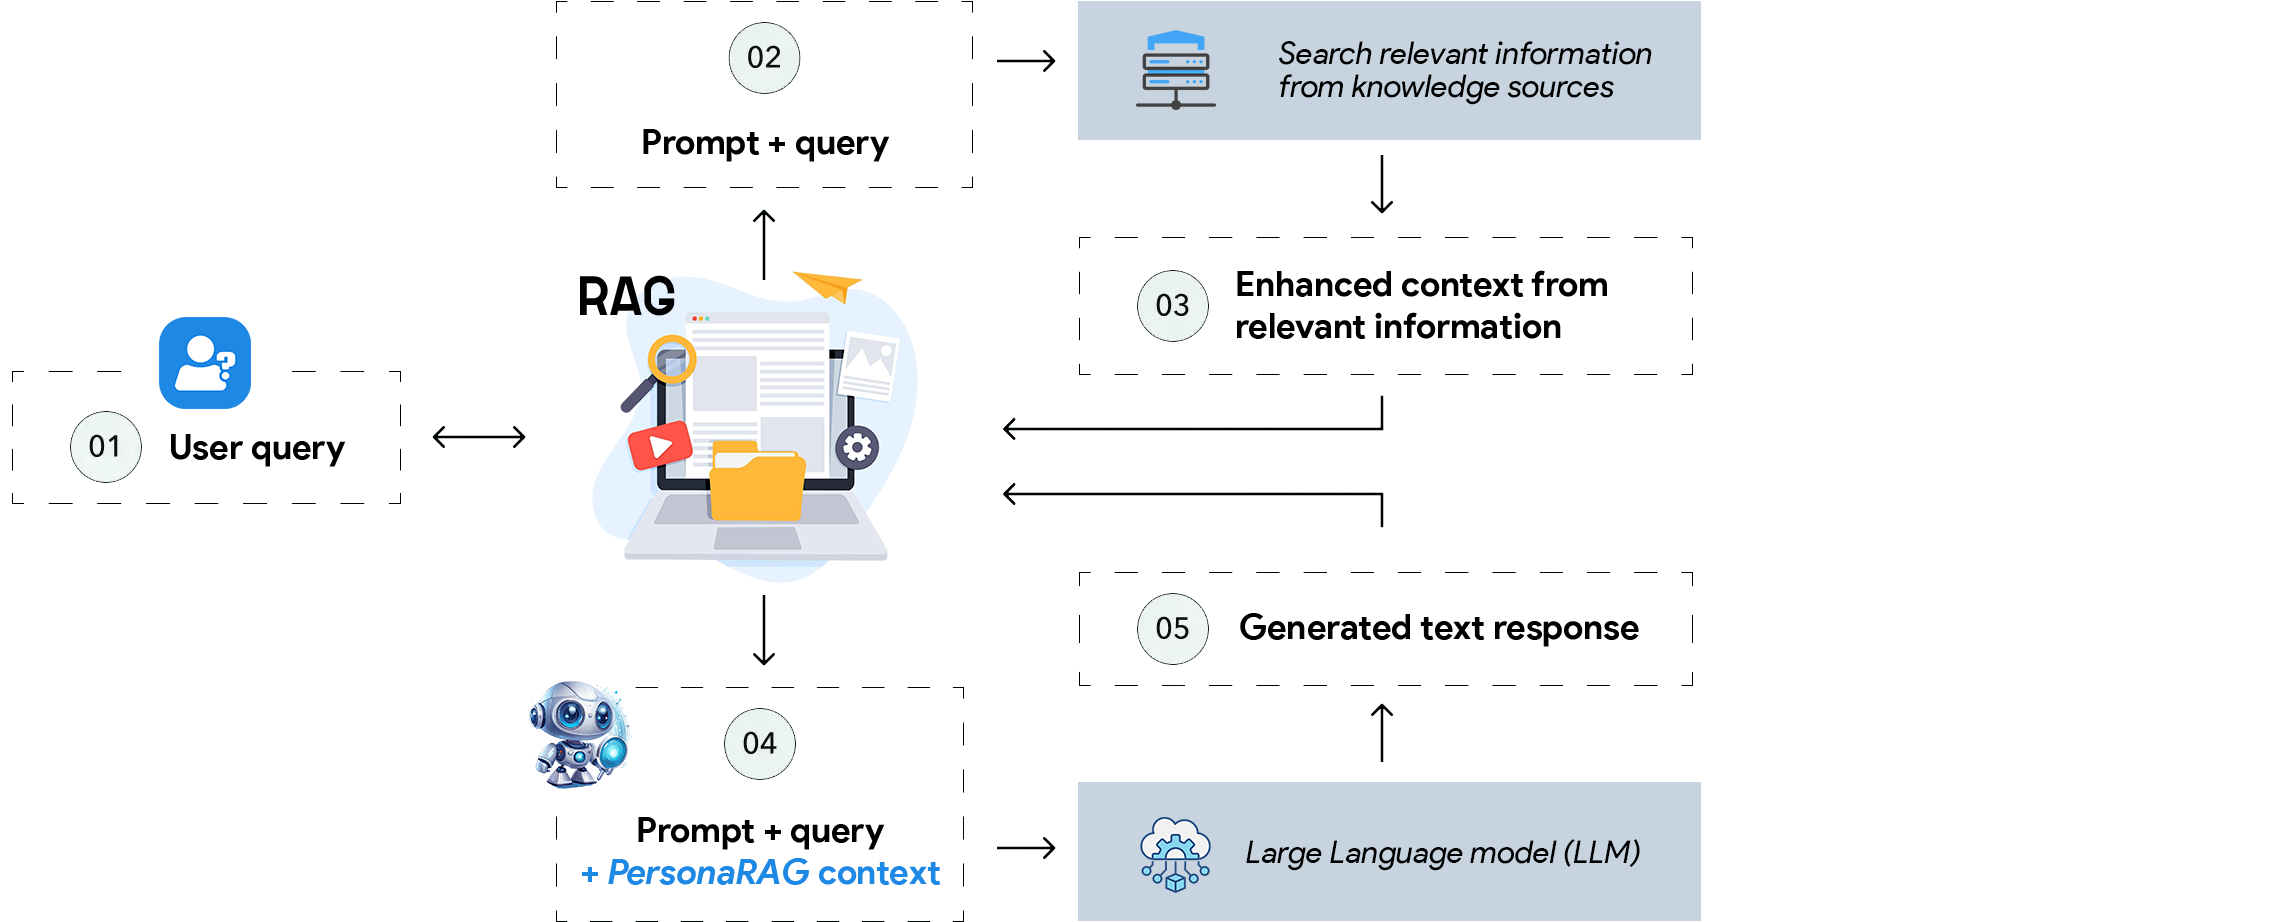 02
Prompt + query
Search relevant information
from knowledge sources
RAG
03
Enhanced context from
relevant information
01
User query
?
05
Generated text response
04
Prompt + query
+ PersonaRAG context
Large Language model (LLM)